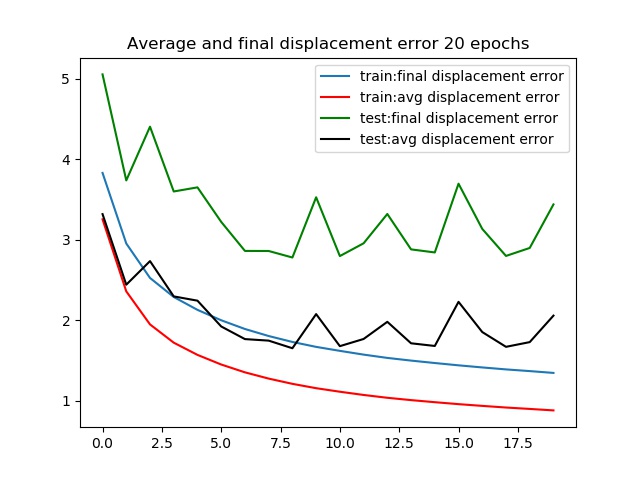 Average and final displacement error 20 epochs
train:final displacement error
train:avg displacement error
test:final displacement error
test:avg displacement error
5
4
3
2
1
0.0 2.5 5.0 7.5 10.0 12.5 15.0 17.5